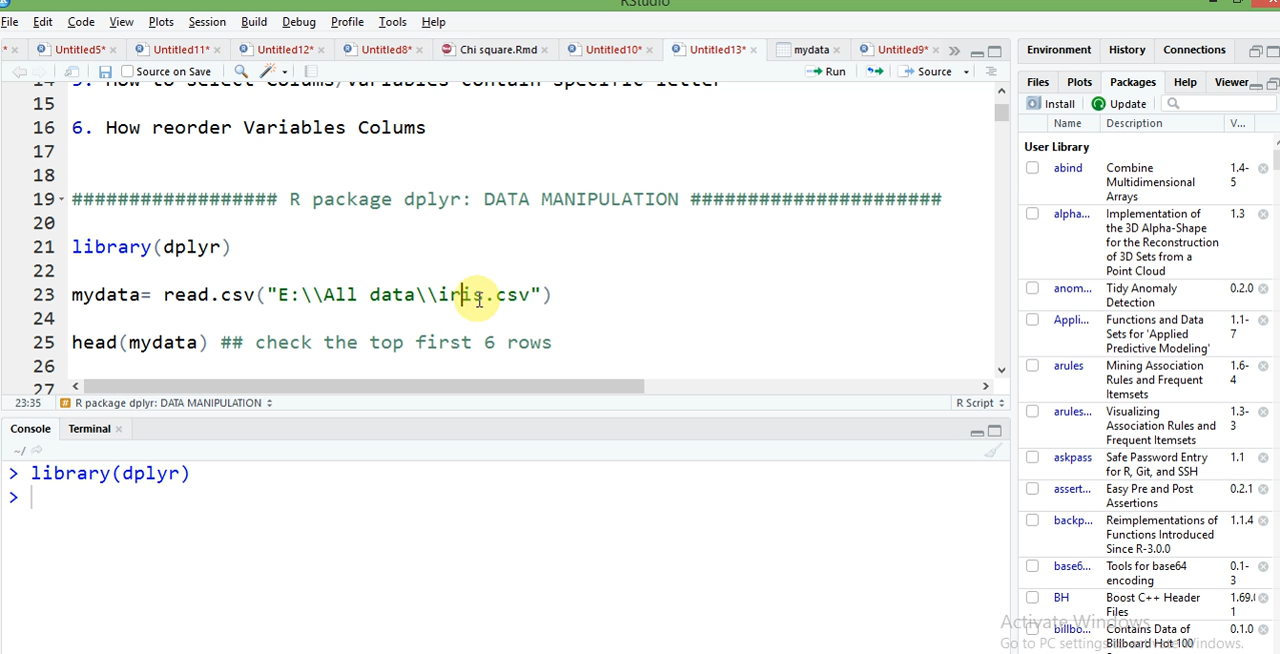 RStudio
File Edit Code View Plots Session Build Debug Profile Tools Help
* × Untitled5* × Untitled11* × Untitled12* × Untitled8* × Chi square.Rmd × Untitled10* × Untitled13* × mydata × Untitled9* ×
Source on Save Run Source
14 5. How to select Colums/Variables contain specific letter
15
16 6. How reorder Variables Colums
17
18
19 ################## R package dplyr: DATA MANIPULATION ######################
20
21 library(dplyr)
22
23 mydata= read.csv("E:\\All data\\iris.csv")
24
25 head(mydata) ## check the top first 6 rows
26
27
23:35 R package dplyr: DATA MANIPULATION R Script
Console Terminal ×
~/
> library(dplyr)
>
Environment History Connections
Files Plots Packages Help Viewer
Install Update
Name Description V...
User Library
abind Combine Multidimensional Arrays 1.4-5
alpha... Implementation of the 3D Alpha-Shape for the Reconstruction of 3D Sets from a Point Cloud 1.3
anom... Tidy Anomaly Detection 0.2.0
Appli... Functions and Data Sets for 'Applied Predictive Modeling' 1.1-7
arules Mining Association Rules and Frequent Itemsets 1.6-4
arules... Visualizing Association Rules and Frequent Itemsets 1.3-3
askpass Safe Password Entry for R, Git, and SSH 1.1
assert... Easy Pre and Post Assertions 0.2.1
backp... Reimplementations of Functions Introduced Since R-3.0.0 1.1.4
base6... Tools for base64 encoding 0.1-3
BH Boost C++ Header Files 1.69.(1
billbo... Contains Data of Billboard Hot 100 0.1.0
Activate Windows
Go to PC settings to activate Windows.